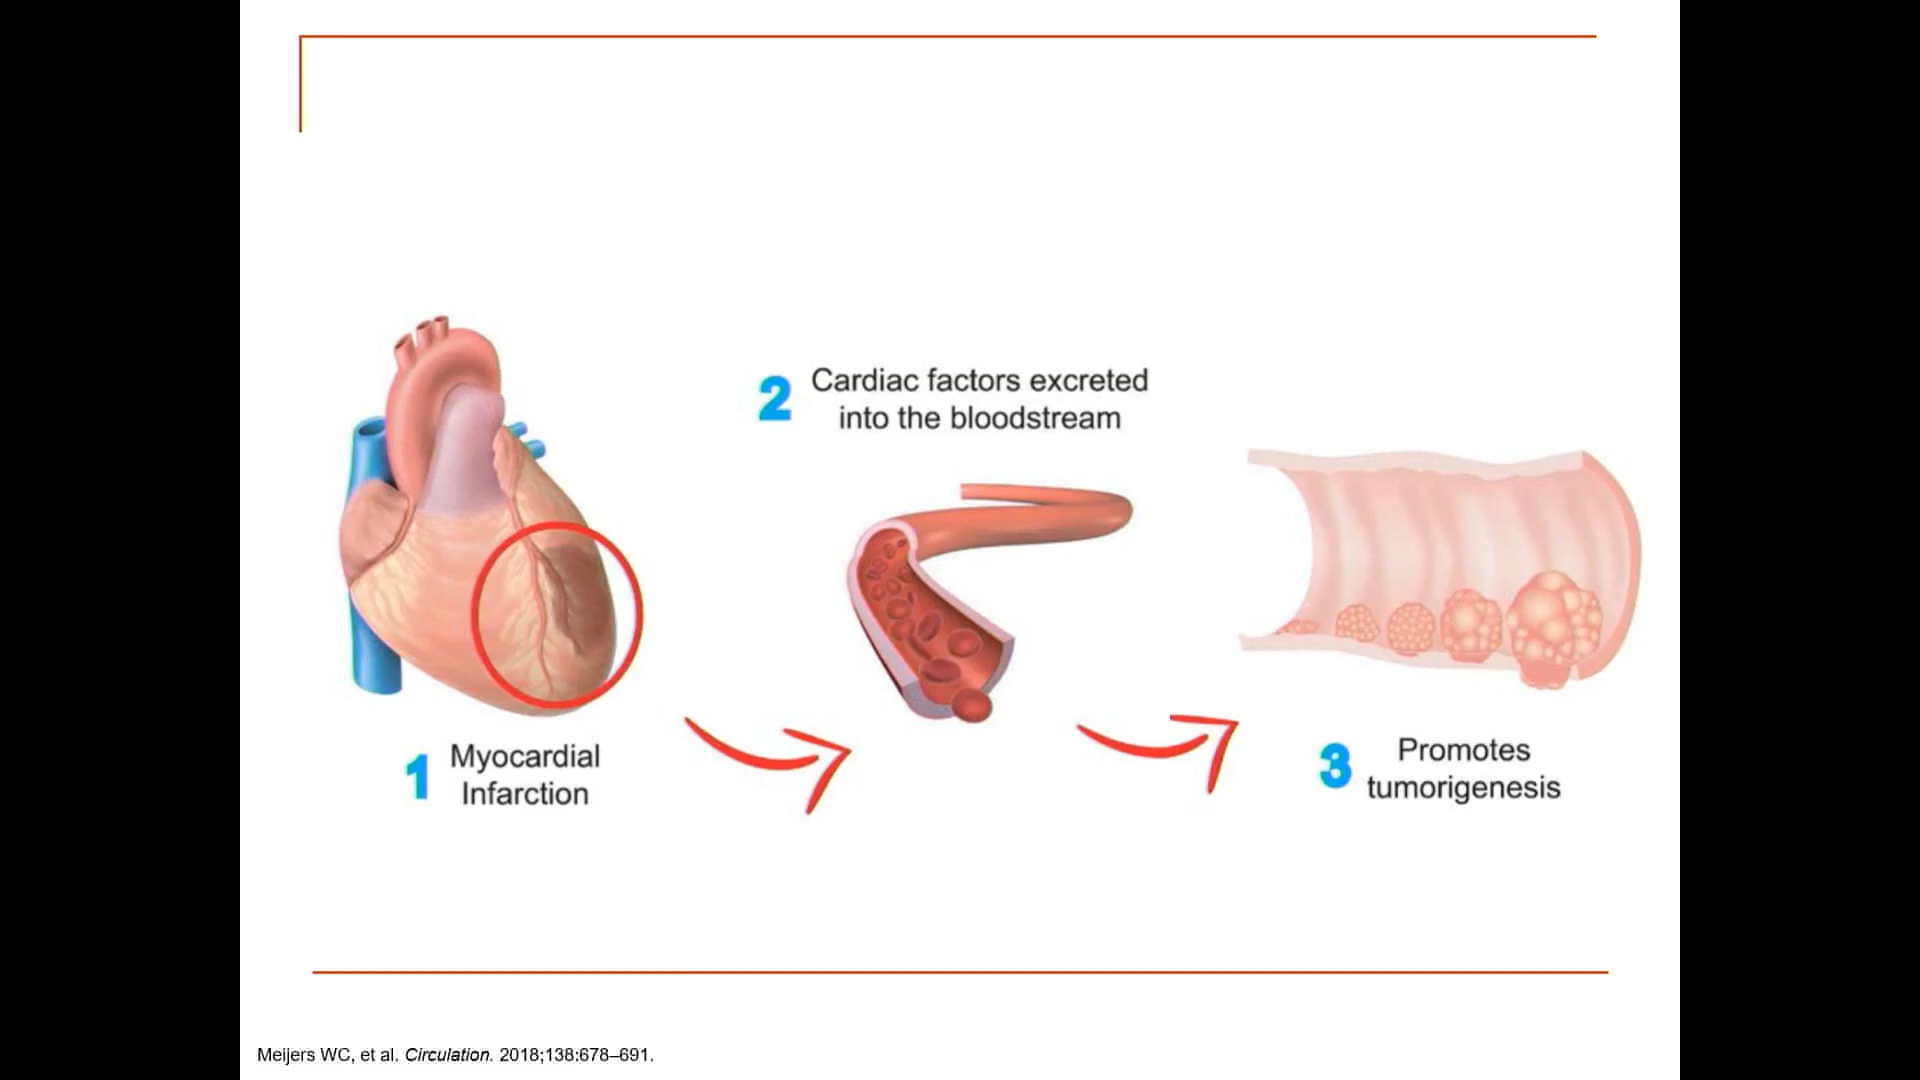 1 Myocardial
Infarction
2 Cardiac factors excreted
into the bloodstream
3 Promotes
tumorigenesis
Meijers WC, et al. Circulation. 2018;138:678–691.